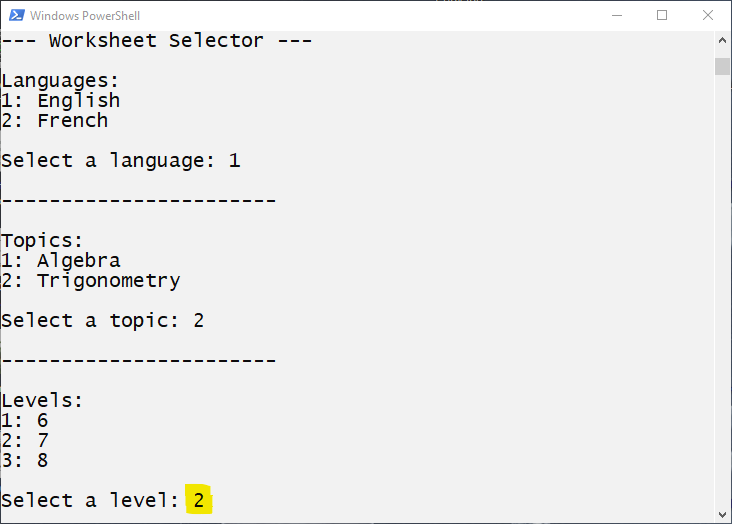 Windows PowerShell
--- Worksheet Selector ---
Languages:
1: English
2: French
Select a language: 1
-----------------------
Topics:
1: Algebra
2: Trigonometry
Select a topic: 2
-----------------------
Levels:
1: 6
2: 7
3: 8
Select a level: 2